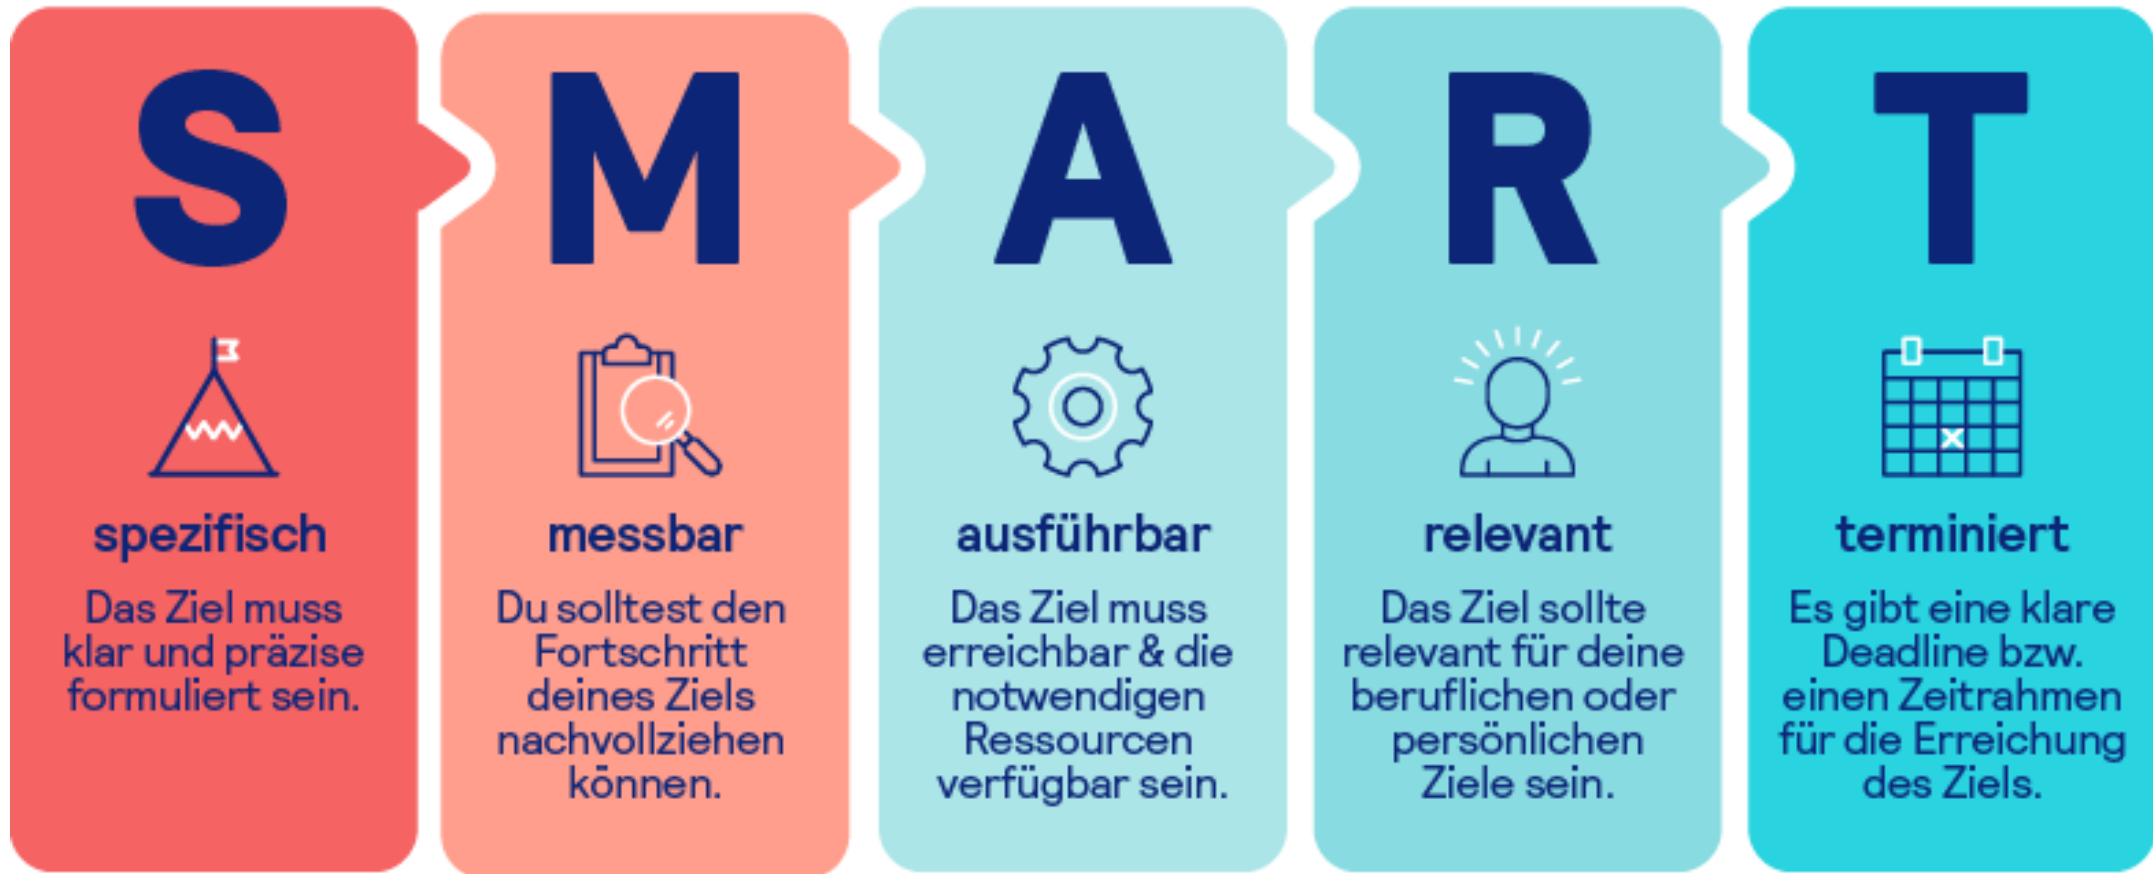 S
spezifisch
Das Ziel muss
klar und präzise
formuliert sein.
M
messbar
Du solltest den
Fortschritt
deines Ziels
nachvollziehen
können.
A
ausführbar
Das Ziel muss
erreichbar & die
notwendigen
Ressourcen
verfügbar sein.
R
relevant
Das Ziel sollte
relevant für deine
beruflichen oder
persönlichen
Ziele sein.
T
terminiert
Es gibt eine klare
Deadline bzw.
einen Zeitrahmen
für die Erreichung
des Ziels.